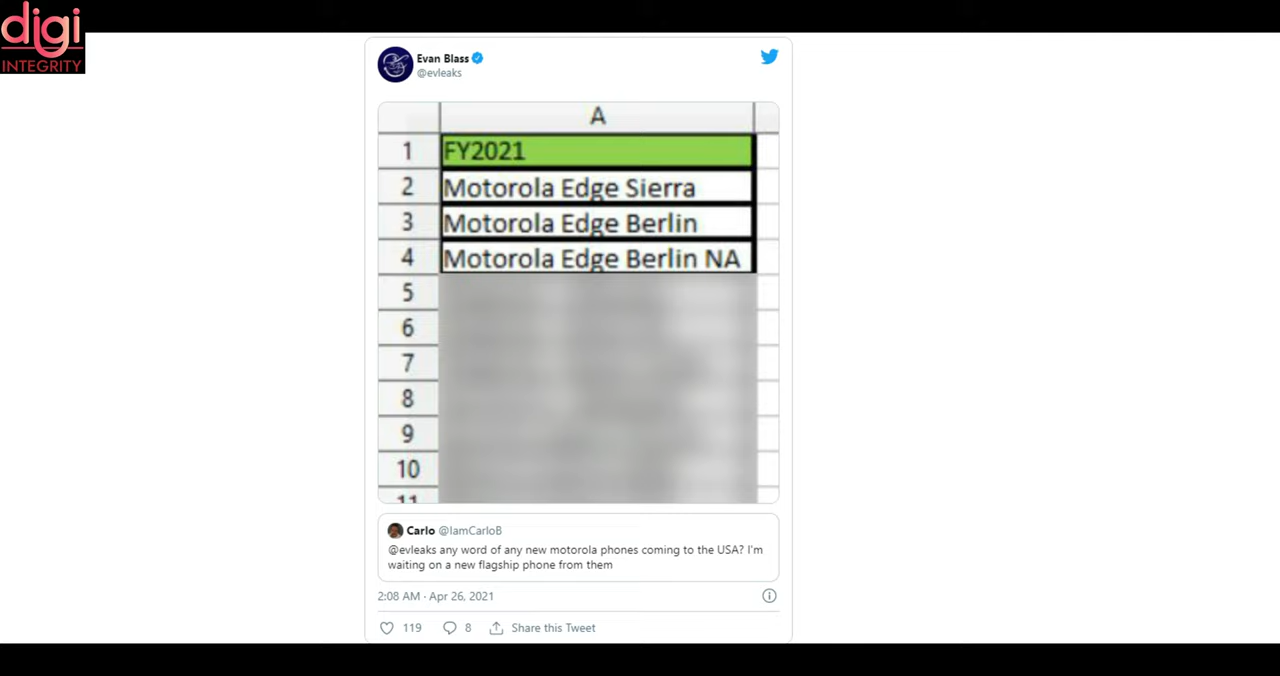 digi
INTEGRITY
Evan Blass
@evleaks
A
1 FY2021
2 Motorola Edge Sierra
3 Motorola Edge Berlin
4 Motorola Edge Berlin NA
5
6
7
8
9
10
11
Carlo @IamCarloB
@evleaks any word of any new motorola phones coming to the USA? I'm
waiting on a new flagship phone from them
2:08 AM · Apr 26, 2021
119 8 Share this Tweet